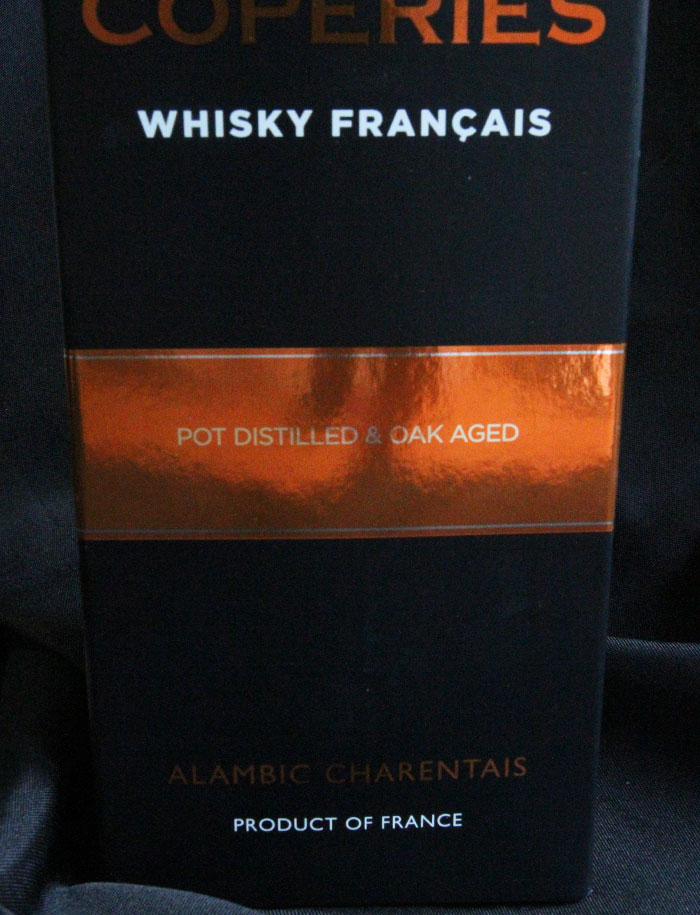 COPERIES
WHISKY FRANÇAIS
POT DISTILLED & OAK AGED
ALAMBIC CHARENTAIS
PRODUCT OF FRANCE